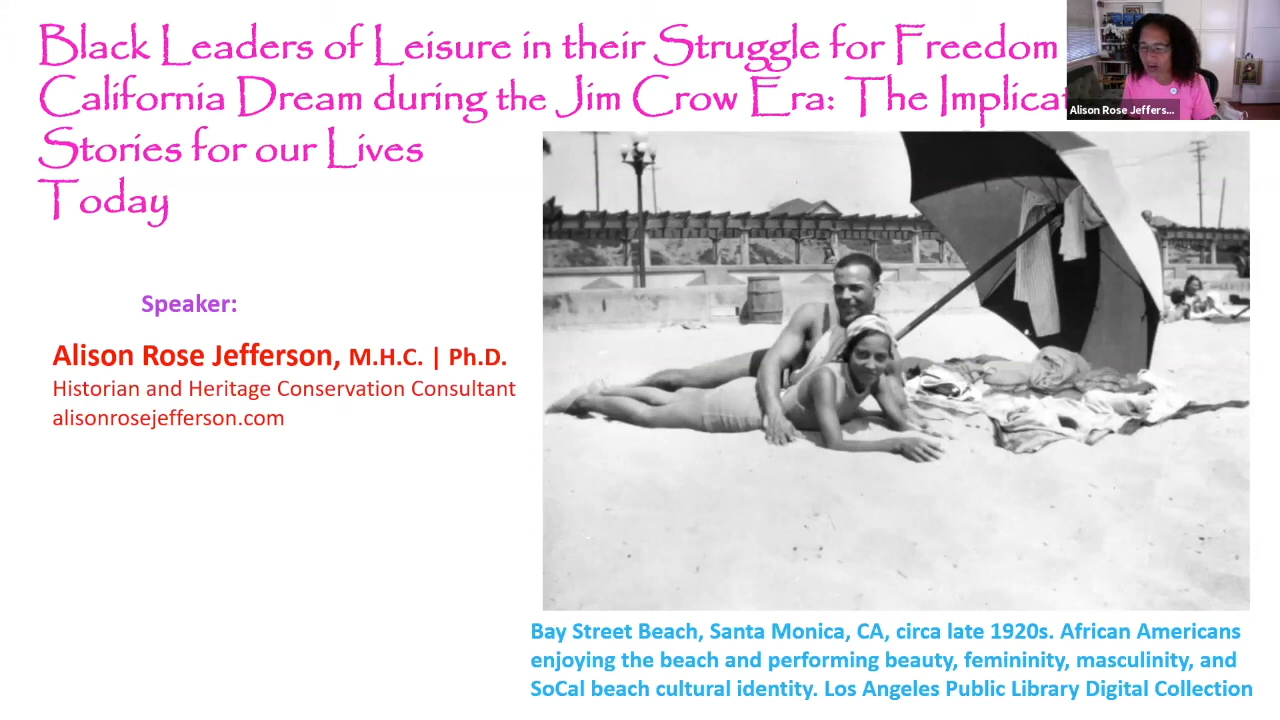 Black Leaders of Leisure in their Struggle for Freedom
California Dream during the Jim Crow Era: The Implicat
Stories for our Lives
Today
Alison Rose Jeffers...
Speaker:
Alison Rose Jefferson, M.H.C. | Ph.D.
Historian and Heritage Conservation Consultant
alisonrosejefferson.com
Bay Street Beach, Santa Monica, CA, circa late 1920s. African Americans
enjoying the beach and performing beauty, femininity, masculinity, and
SoCal beach cultural identity. Los Angeles Public Library Digital Collection